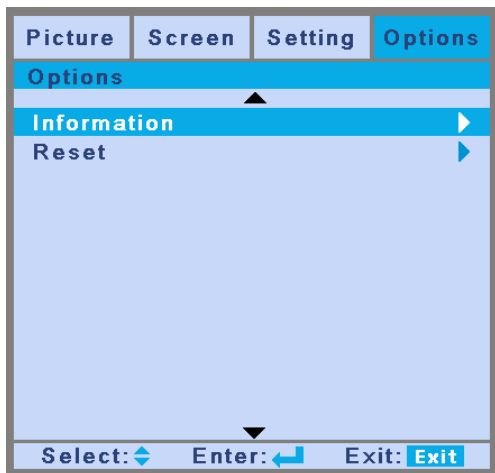 Picture Screen Setting Options
Options
Information
Reset
Select: Enter: Exit: Exit